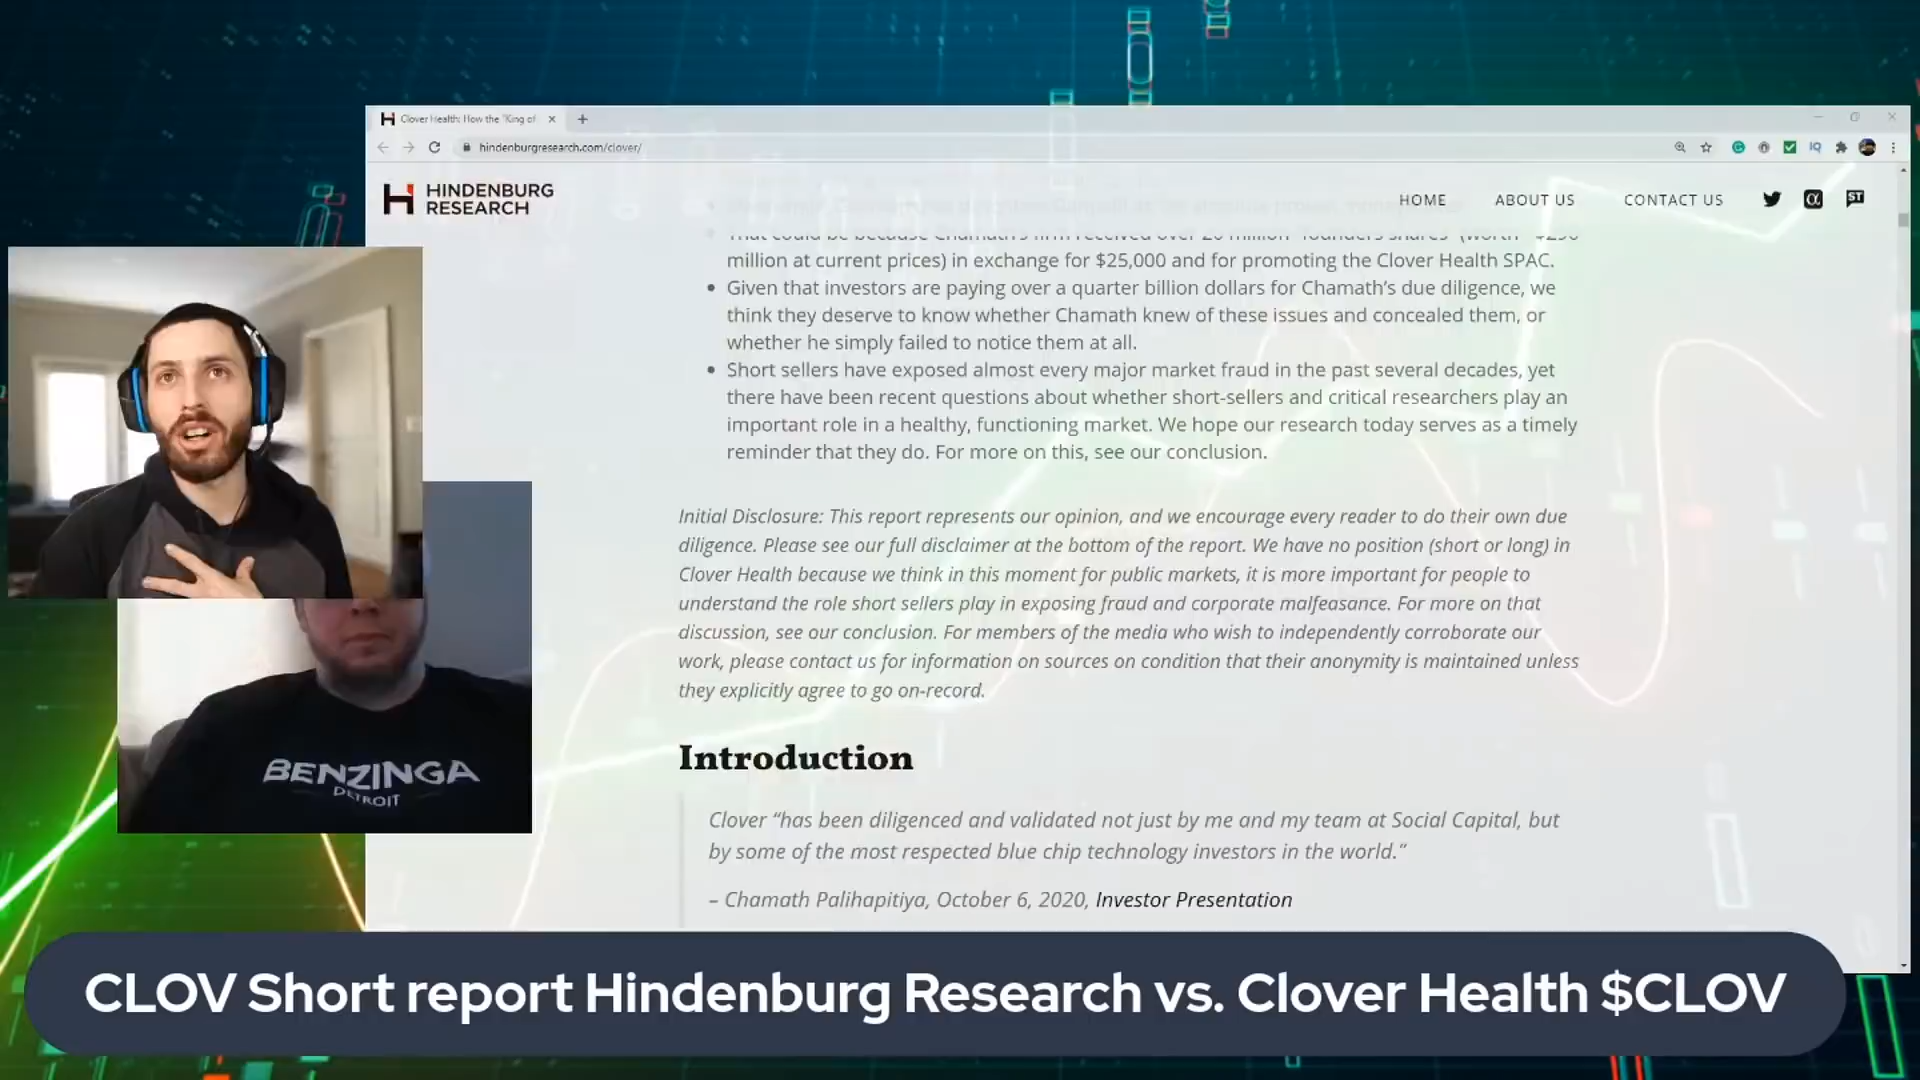 Clover Health: How the "King of
hindenburgresearch.com/clover/
HINDENBURG
RESEARCH
HOME
ABOUT US
CONTACT US
ST
That could be because Chamath's firm received over 20 million "founders shares" (worth
million at current prices) in exchange for $25,000 and for promoting the Clover Health SPAC.
• Given that investors are paying over a quarter billion dollars for Chamath’s due diligence, we
think they deserve to know whether Chamath knew of these issues and concealed them, or
whether he simply failed to notice them at all.
• Short sellers have exposed almost every major market fraud in the past several decades, yet
there have been recent questions about whether short-sellers and critical researchers play an
important role in a healthy, functioning market. We hope our research today serves as a timely
reminder that they do. For more on this, see our conclusion.
Initial Disclosure: This report represents our opinion, and we encourage every reader to do their own due
diligence. Please see our full disclaimer at the bottom of the report. We have no position (short or long) in
Clover Health because we think in this moment for public markets, it is more important for people to
understand the role short sellers play in exposing fraud and corporate malfeasance. For more on that
discussion, see our conclusion. For members of the media who wish to independently corroborate our
work, please contact us for information on sources on condition that their anonymity is maintained unless
they explicitly agree to go on-record.
Introduction
Clover “has been diligenced and validated not just by me and my team at Social Capital, but
by some of the most respected blue chip technology investors in the world.”
– Chamath Palihapitiya, October 6, 2020, Investor Presentation
BENZINGA
DETROIT
CLOV Short report Hindenburg Research vs. Clover Health $CLOV